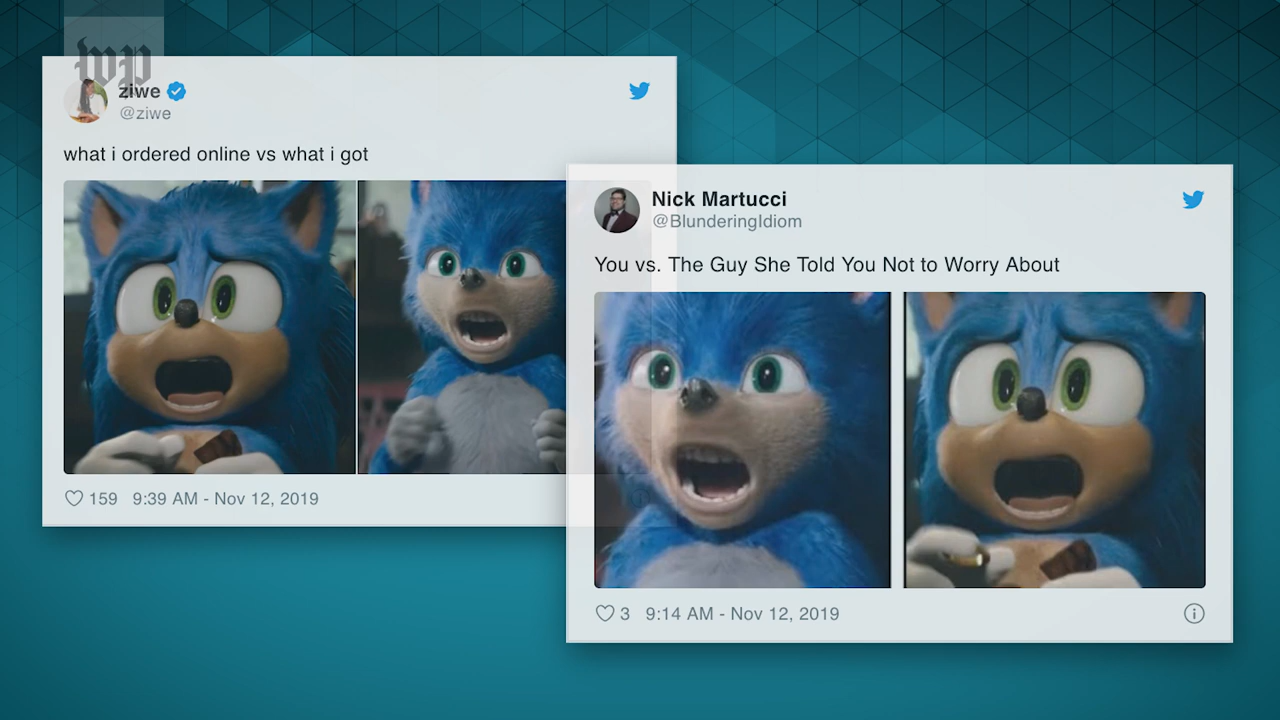 wp
ziwe
@ziwe
what i ordered online vs what i got
159 9:39 AM - Nov 12, 2019
Nick Martucci
@BlunderingIdiom
You vs. The Guy She Told You Not to Worry About
3 9:14 AM - Nov 12, 2019